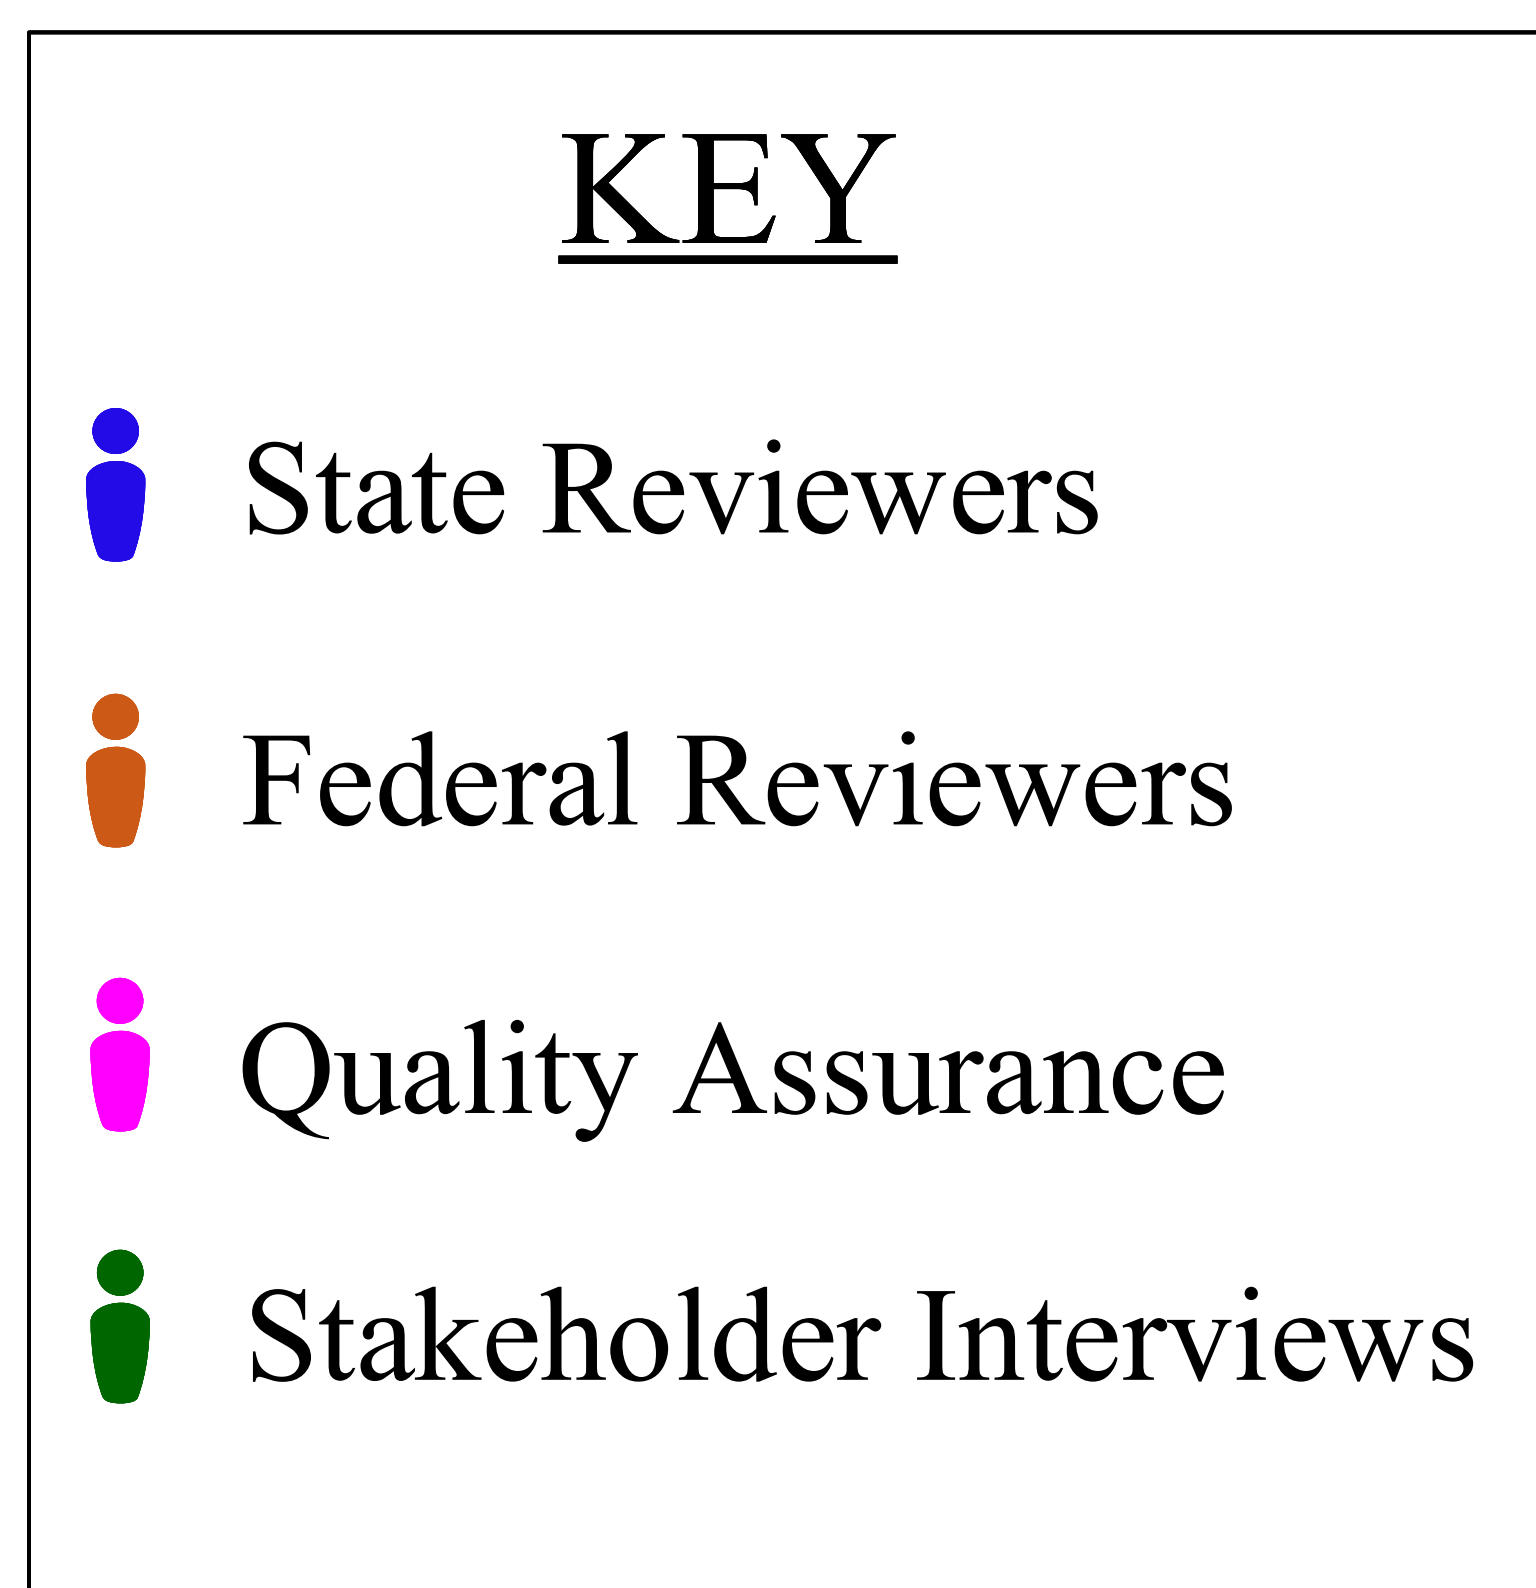 KEY
State Reviewers
Federal Reviewers
Quality Assurance
Stakeholder Interviews